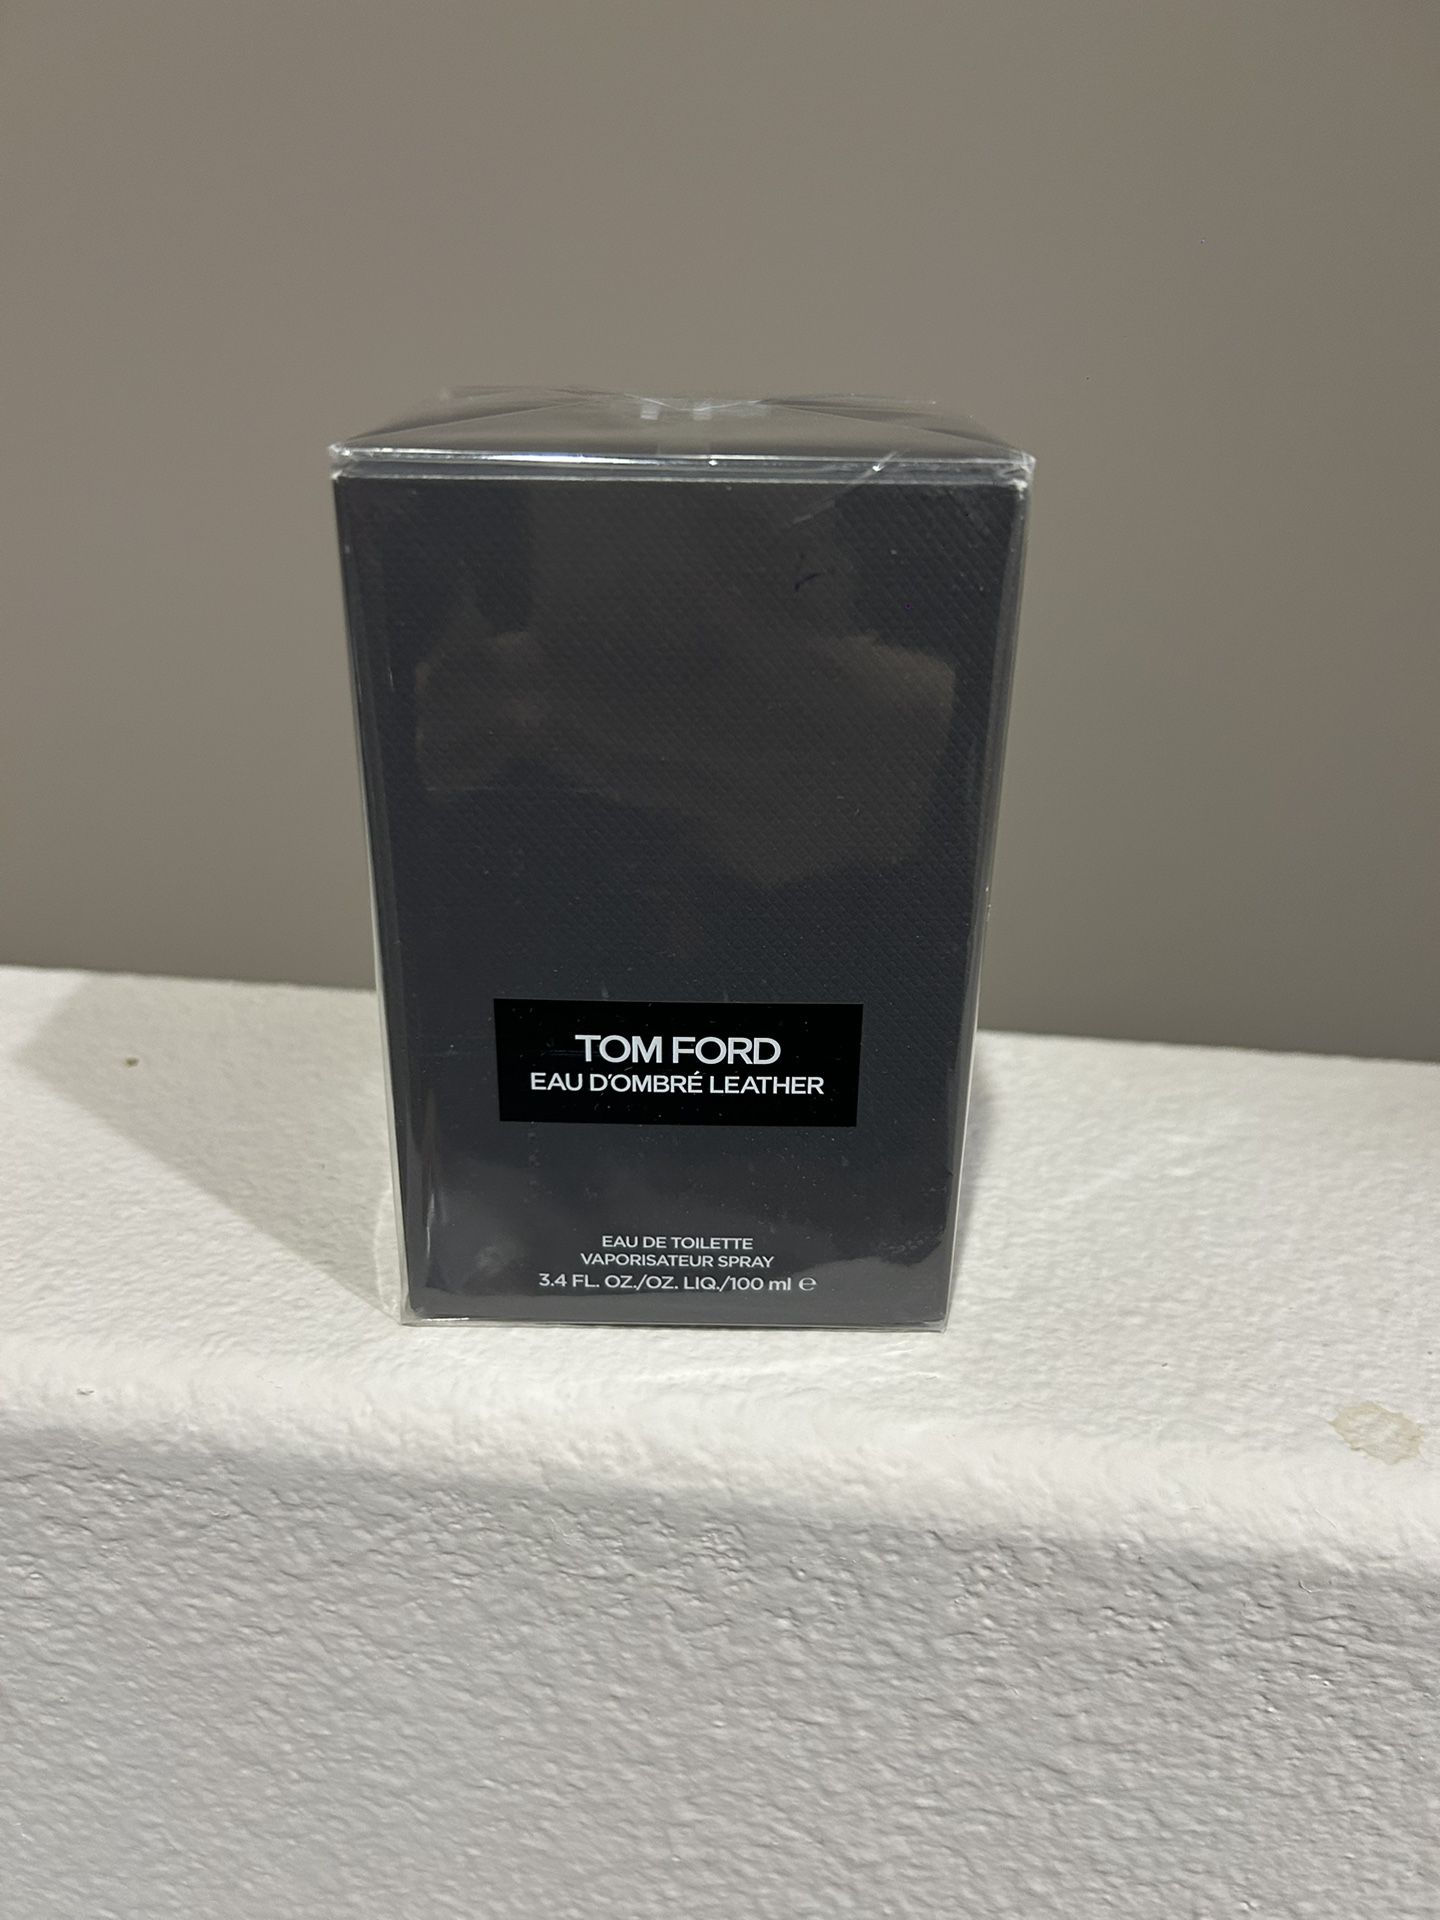 TOM FORD
EAU D'OMBRÉ LEATHER
EAU DE TOILETTE
VAPORISATEUR SPRAY
3.4 FL. OZ./OZ. LIQ./100 ml ℮